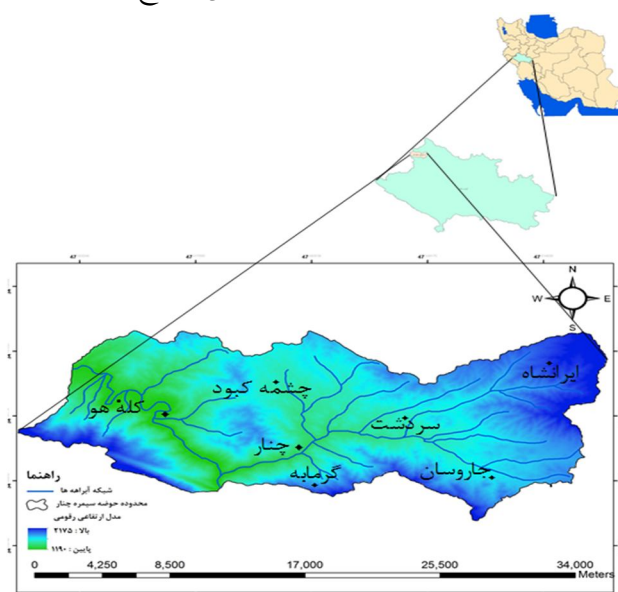 N
W E
S
ایرانشاه
چشمه کبود
کله هو
سردشت
چنار
گرمابه
جاروسان
راهنما
شبکه آبراهه ها
محدوده حوضه سیمره چنار
مدل ارتفاعی رقومی
بالا : ۲۱۷۵
پایین : ۱۱۹۰
0 4,250 8,500 17,000 25,500 34,000
Meters